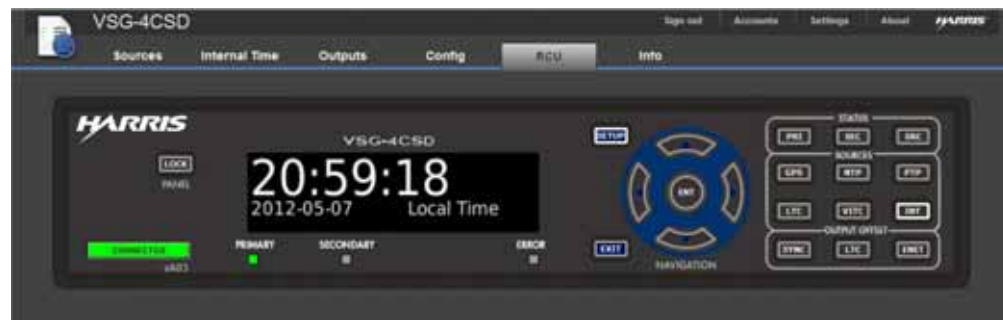 VSG-4CSD
Sign out Accounts Settings About HARRIS
Sources Internal Time Outputs Config RCU Info
HARRIS
VSG-4CSD
LOCK
PANEL
20:59:18
2012-05-07 Local Time
PRIMARY SECONDARY ERROR
CONNECTED
SETUP
EXIT
ENT
NAVIGATION
STATUS
PRI SEC SRC
SOURCES
GPS NTP PTP
LTC VITC INT
OUTPUT OFFSET
SYNC LTC ENET